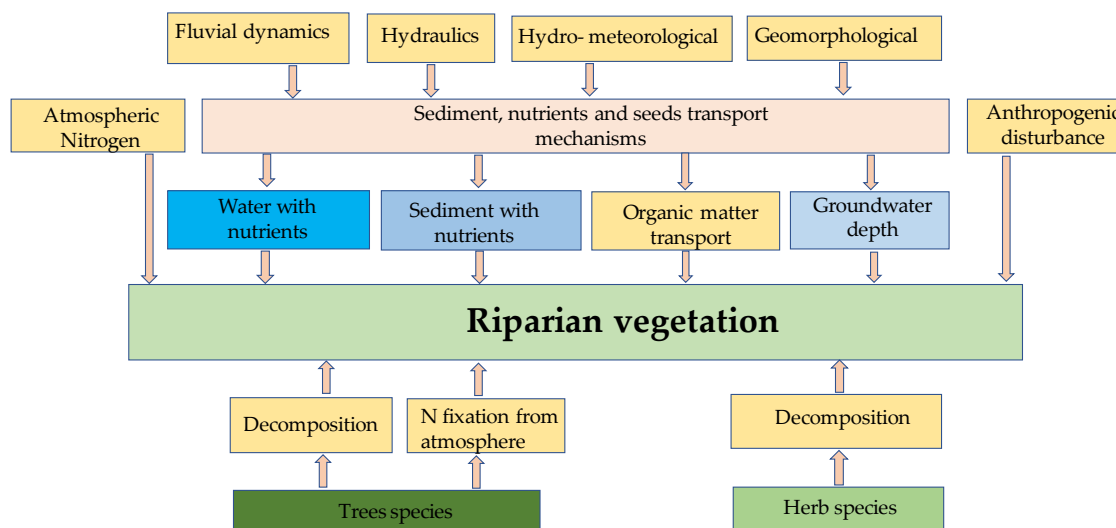 Fluvial dynamics
Hydraulics
Hydro- meteorological
Geomorphological
Atmospheric
Nitrogen
Sediment, nutrients and seeds transport
mechanisms
Anthropogenic
disturbance
Water with
nutrients
Sediment with
nutrients
Organic matter
transport
Groundwater
depth
Riparian vegetation
Decomposition
N fixation from
atmosphere
Decomposition
Trees species
Herb species